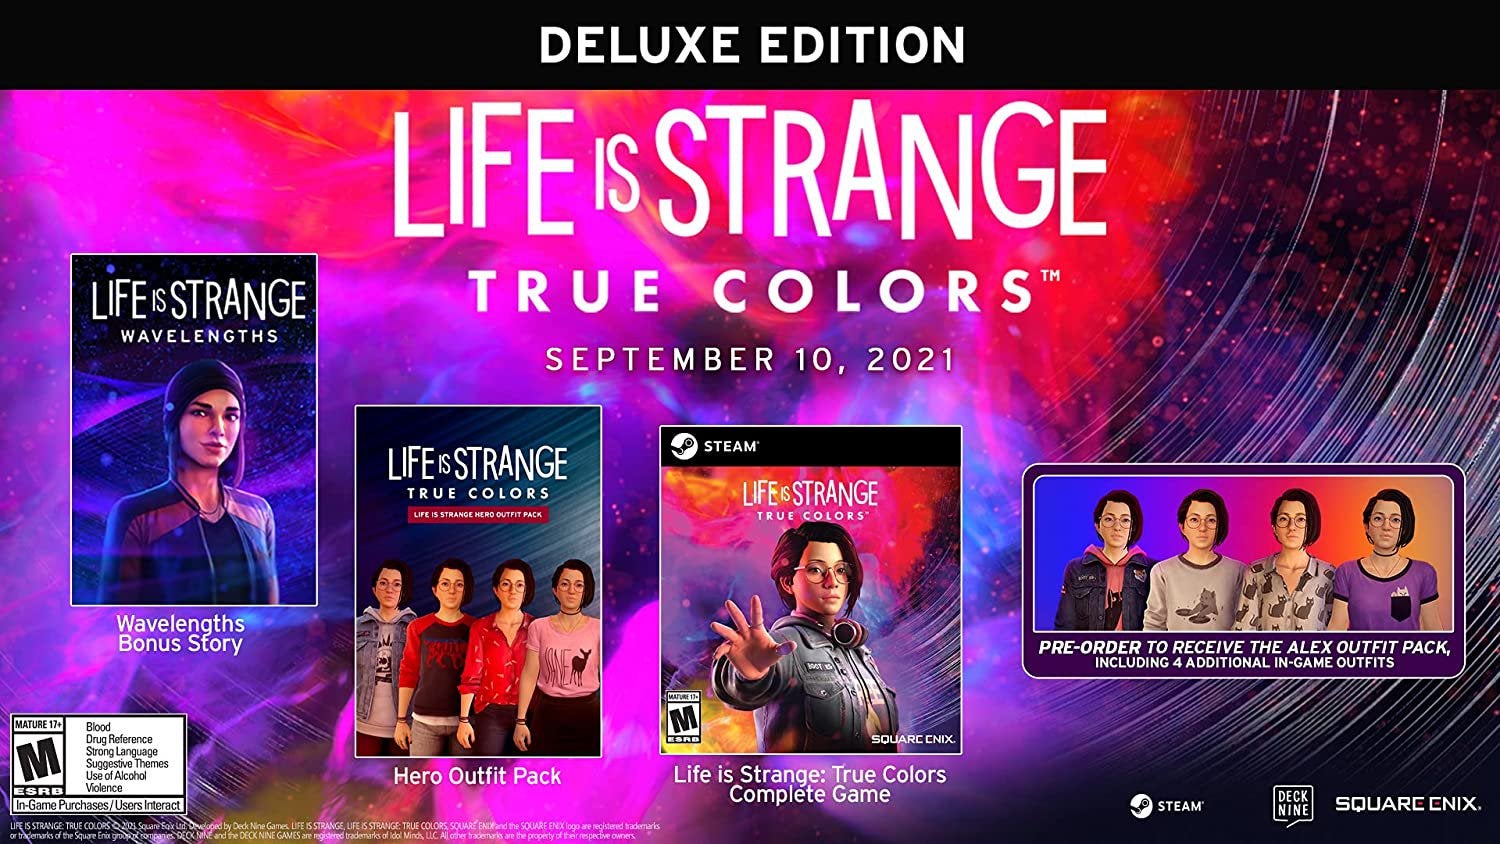 DELUXE EDITION
LIFE IS STRANGE
TRUE COLORS™
SEPTEMBER 10, 2021
LIFE IS STRANGE
WAVELENGTHS
Wavelengths
Bonus Story
LIFE IS STRANGE
TRUE COLORS
LIFE IS STRANGE HERO OUTFIT PACK
Hero Outfit Pack
STEAM®
LIFE IS STRANGE
TRUE COLORS™
MATURE 17+
M
ESRB
SQUARE ENIX.
Life is Strange: True Colors
Complete Game
PRE-ORDER TO RECEIVE THE ALEX OUTFIT PACK,
INCLUDING 4 ADDITIONAL IN-GAME OUTFITS
MATURE 17+
M
ESRB
Blood
Drug Reference
Strong Language
Suggestive Themes
Use of Alcohol
Violence
In-Game Purchases/Users Interact
LIFE IS STRANGE: TRUE COLORS © 2021 Square Enix Ltd. Developed by Deck Nine Games. LIFE IS STRANGE, LIFE IS STRANGE: TRUE COLORS, SQUARE ENIX and the SQUARE ENIX logo are registered trademarks
or trademarks of the Square Enix group of companies. DECK NINE and the DECK NINE GAMES are registered trademarks of Idol Minds, LLC. All other trademarks are the property of their respective owners.
STEAM®
DECK
NINE
SQUARE ENIX®